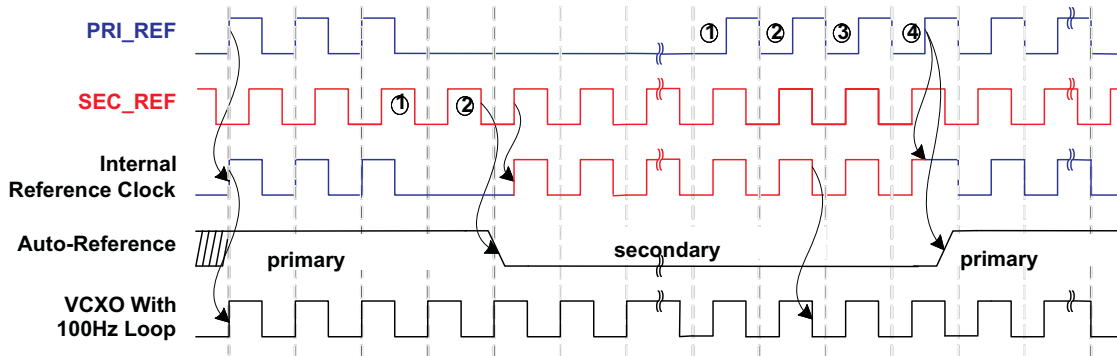 PRI_REF
1 2 3 4
SEC_REF
1 2
Internal
Reference Clock
Auto-Reference
primary
secondary
primary
VCXO With
100Hz Loop